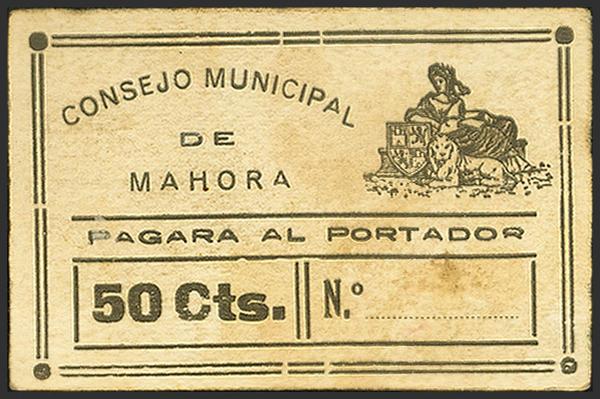 CONSEJO MUNICIPAL
DE
MAHORA
PAGARA AL PORTADOR
50 Cts.
N.º